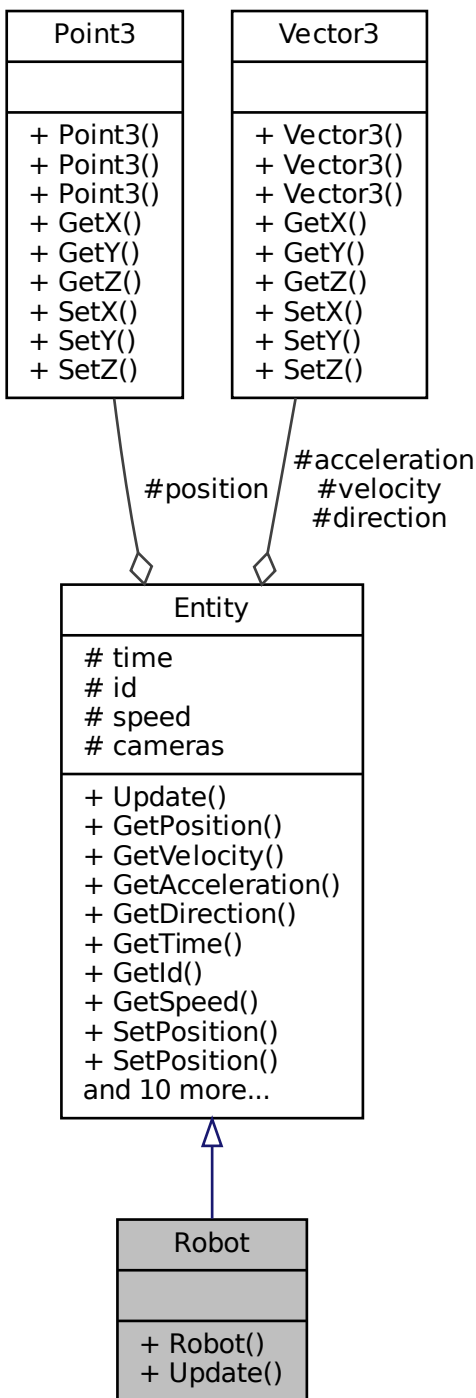 Point3
+ Point3()
+ Point3()
+ Point3()
+ GetX()
+ GetY()
+ GetZ()
+ SetX()
+ SetY()
+ SetZ()
Vector3
+ Vector3()
+ Vector3()
+ Vector3()
+ GetX()
+ GetY()
+ GetZ()
+ SetX()
+ SetY()
+ SetZ()
#position
#acceleration
#velocity
#direction
Entity
# time
# id
# speed
# cameras
+ Update()
+ GetPosition()
+ GetVelocity()
+ GetAcceleration()
+ GetDirection()
+ GetTime()
+ GetId()
+ GetSpeed()
+ SetPosition()
+ SetPosition()
and 10 more...
Robot
+ Robot()
+ Update()